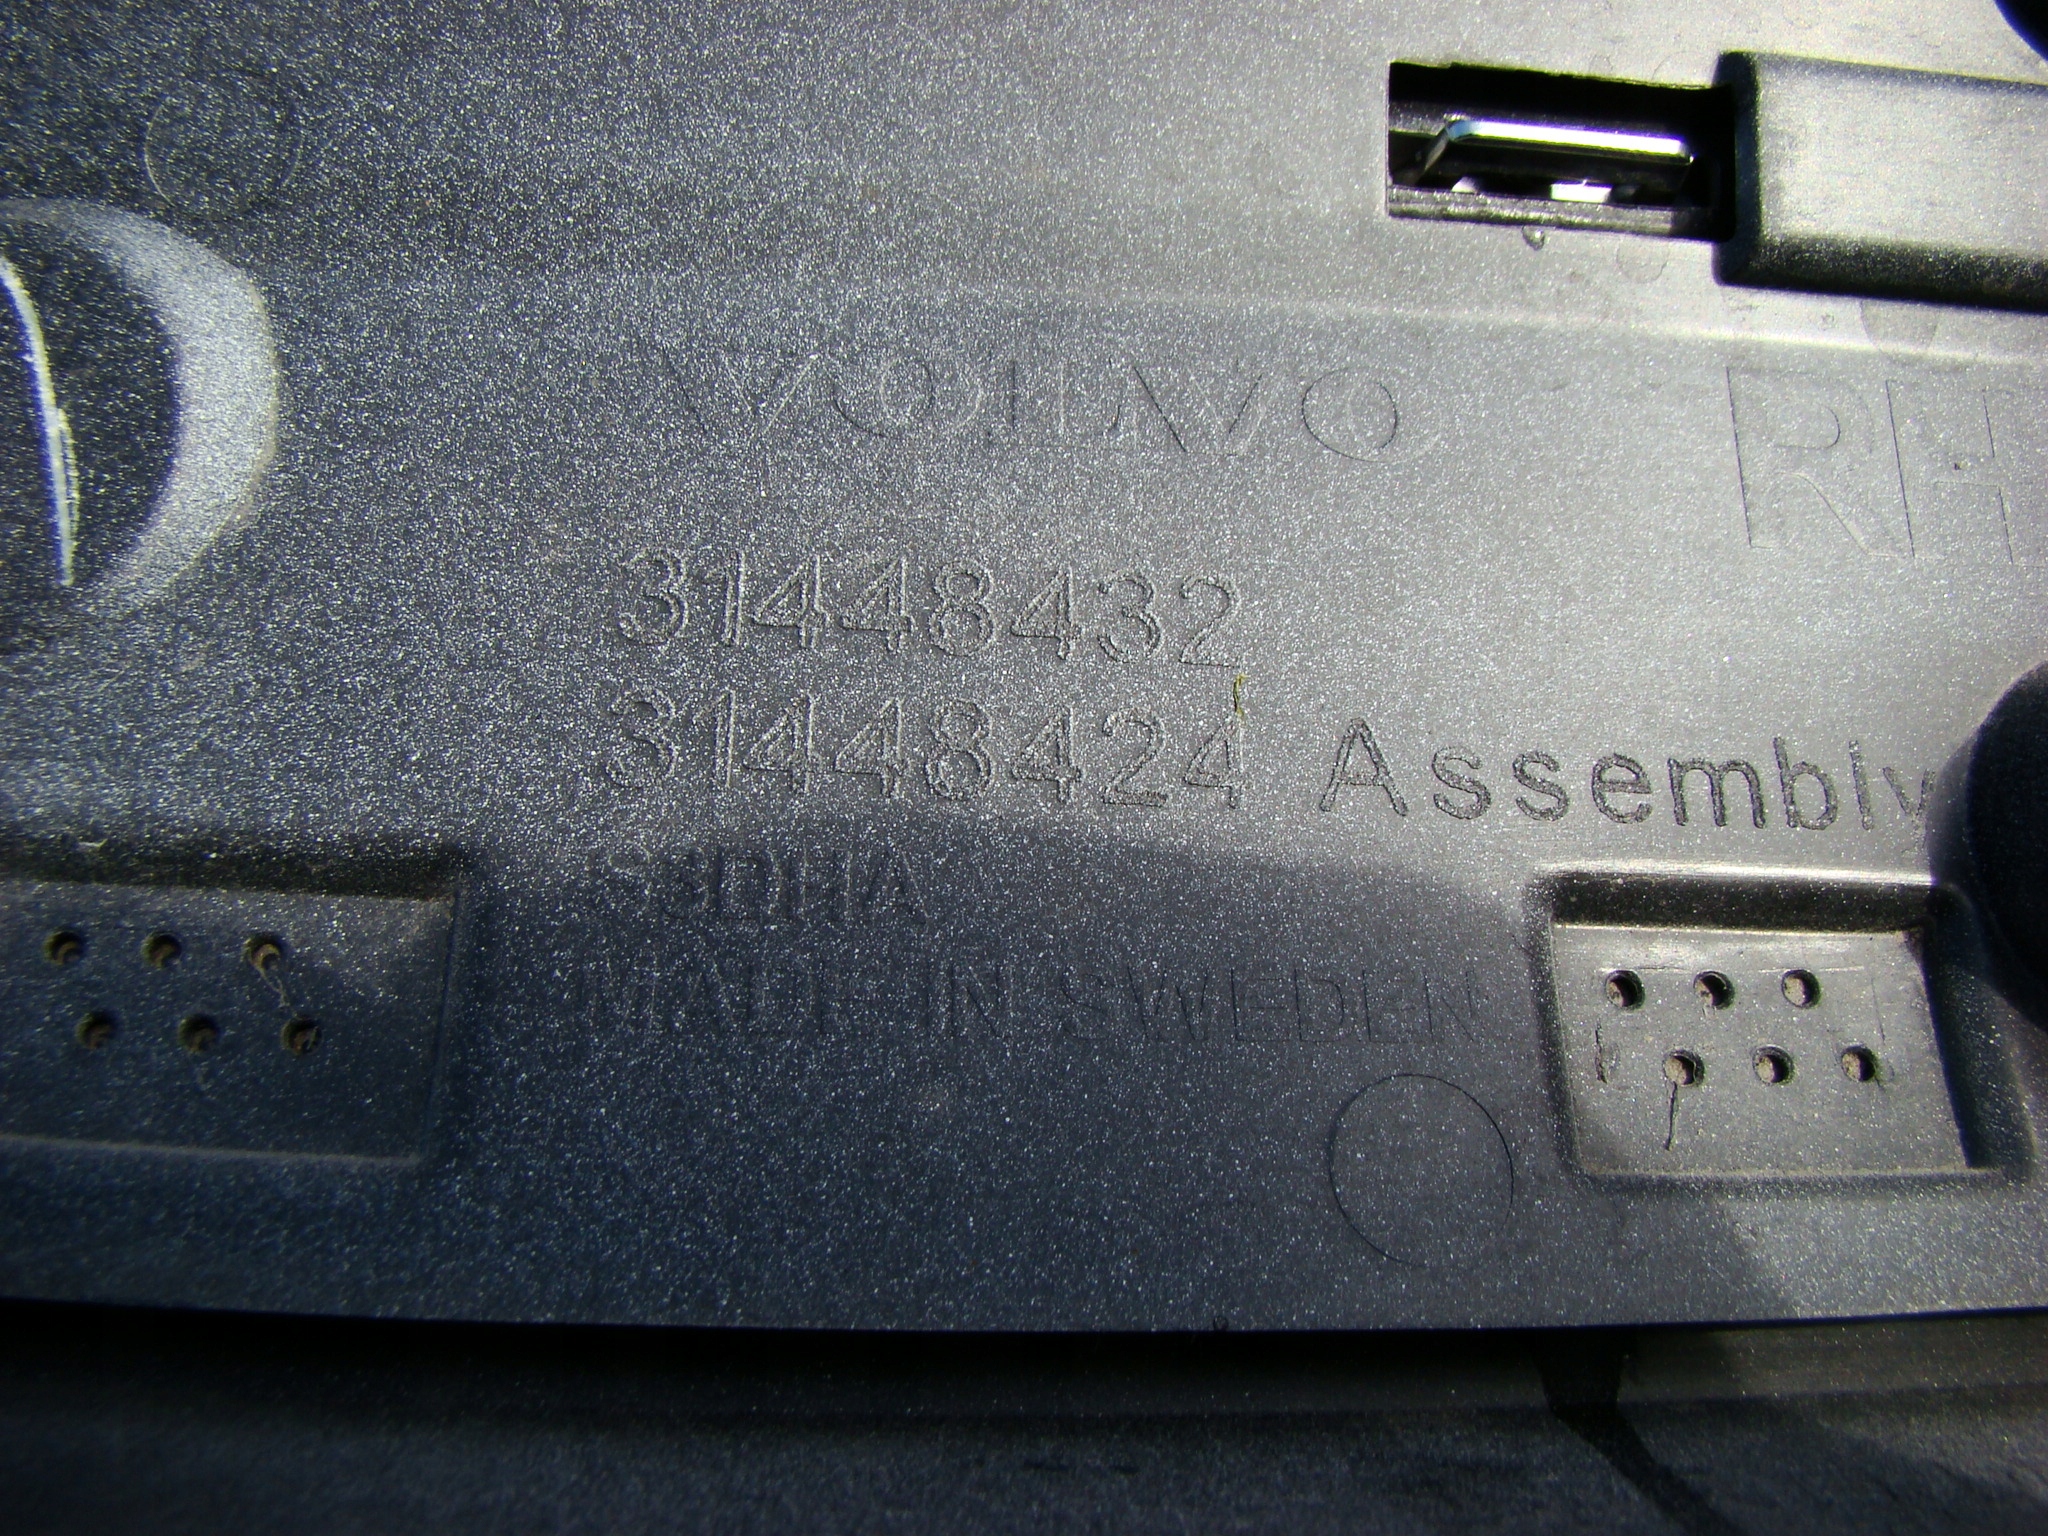 VOLVO RH
31448432
31448424 Assembly
MADE IN SWEDEN